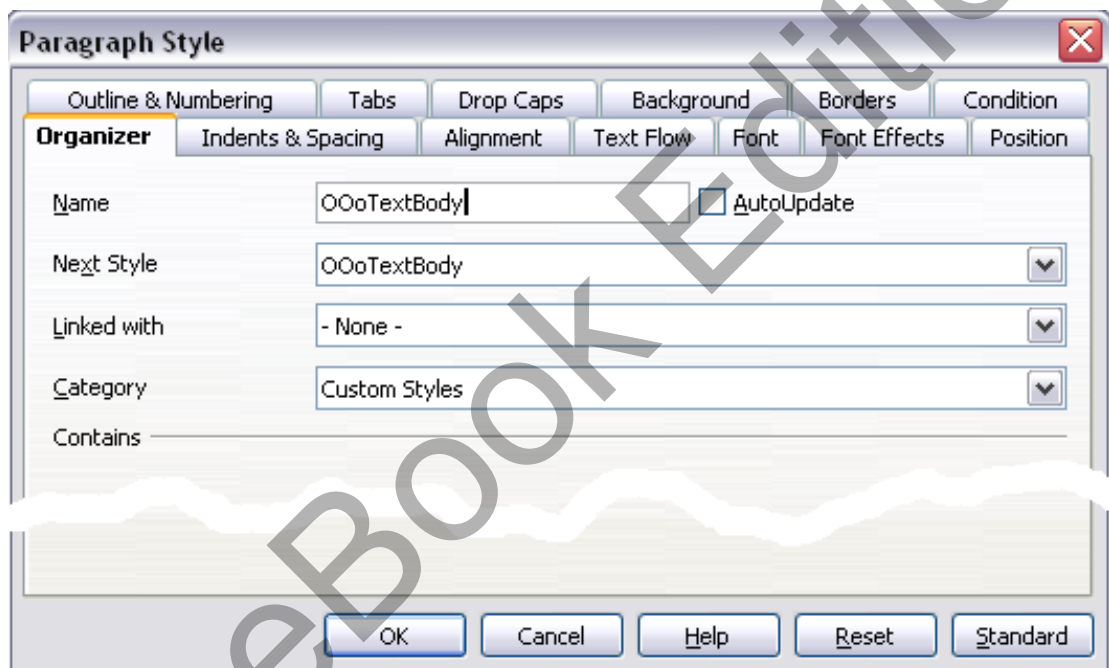 Paragraph Style
Outline & Numbering Tabs Drop Caps Background Borders Condition
Organizer Indents & Spacing Alignment Text Flow Font Font Effects Position
Name OOoTextBody AutoUpdate
Next Style OOoTextBody
Linked with - None -
Category Custom Styles
Contains
OK Cancel Help Reset Standard
eBook Editio